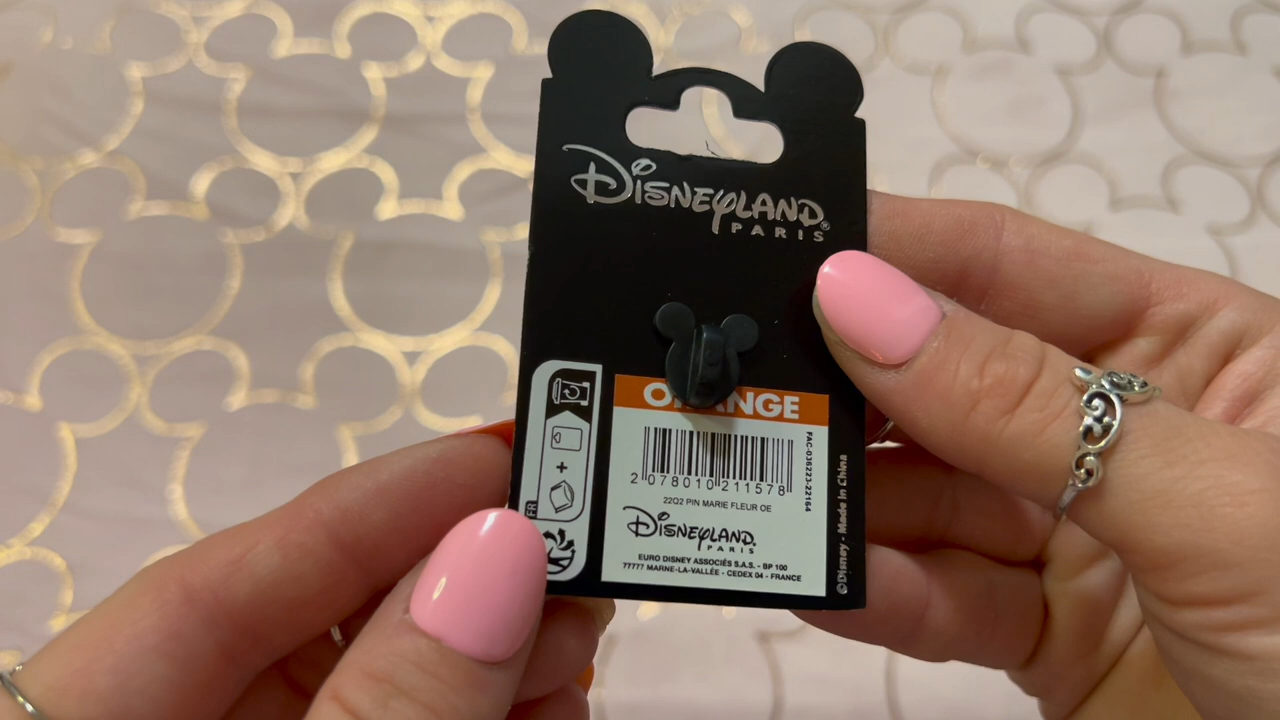 DISNEYLAND®
PARIS
ORANGE
2 078010 211578
FAC-036223-22164
22Q2 PIN MARIE FLEUR OE
DISNEYLAND®
PARIS
EURO DISNEY ASSOCIÉS S.A.S. - BP 100
77777 MARNE-LA-VALLÉE - CEDEX 04 - FRANCE
FR
©Disney - Made In China